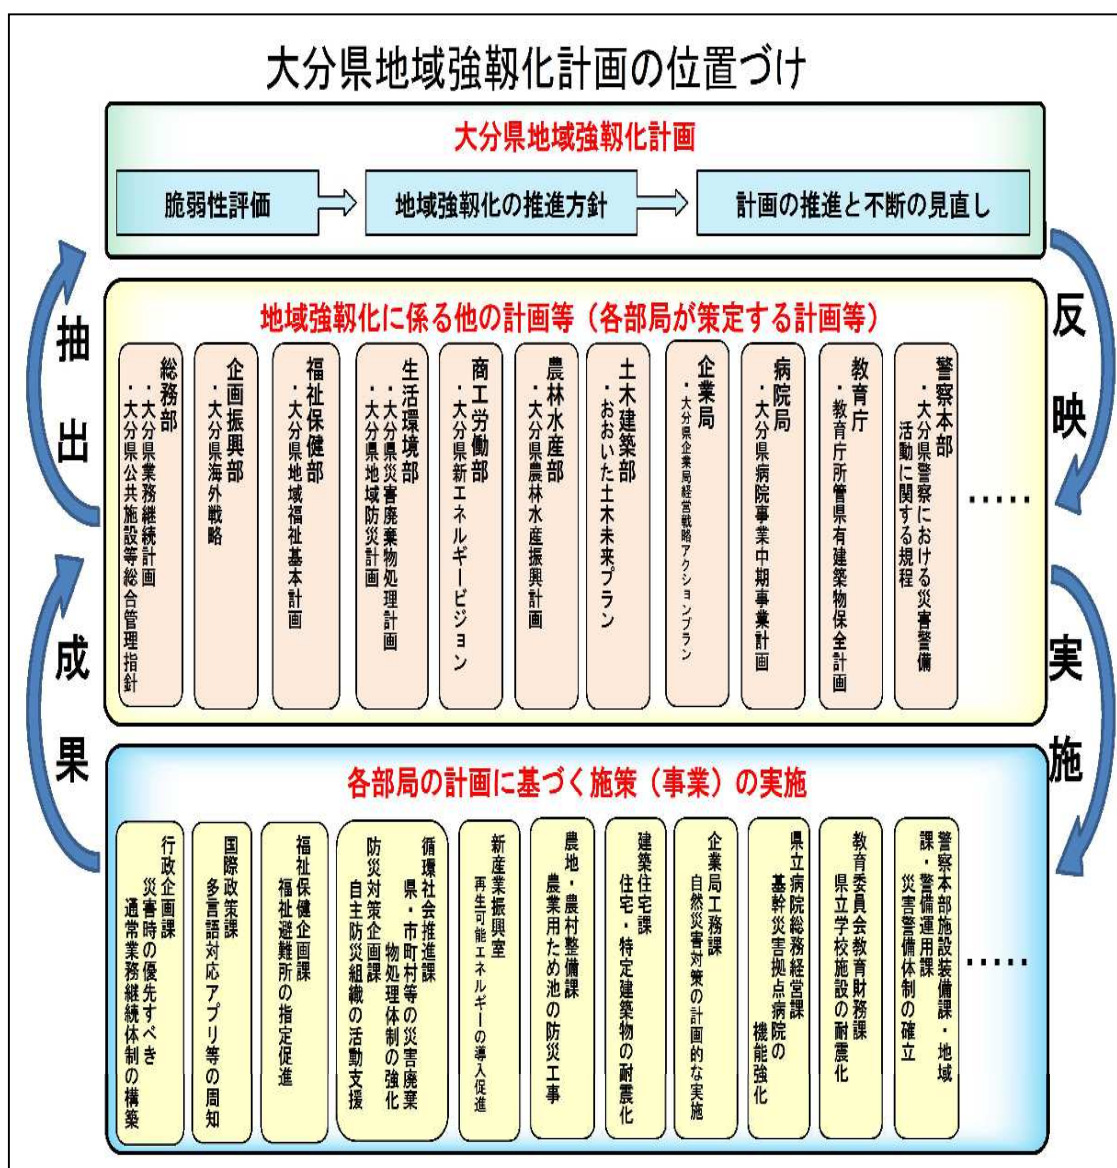 大分県地域強靱化計画の位置づけ
大分県地域強靱化計画
脆弱性評価
地域強靱化の推進方針
計画の推進と不断の見直し
抽出
反映
地域強靱化に係る他の計画等(各部局が策定する計画等)
総務部
・大分県業務継続計画
・大分県公共施設等総合管理指針
企画振興部
・大分県海外戦略
福祉保健部
・大分県地域福祉基本計画
生活環境部
・大分県災害廃棄物処理計画
・大分県地域防災計画
商工労働部
・大分県新エネルギービジョン
農林水産部
・大分県農林水産振興計画
土木建築部
・おおいた土木未来プラン
企業局
・大分県企業局経営戦略アクションプラン
病院局
・大分県病院事業中期事業計画
教育庁
・教育庁所管県有建築物保全計画
警察本部
・大分県警察における災害警備
活動に関する規程
・・・・・
成果
実施
各部局の計画に基づく施策(事業)の実施
行政企画課
災害時の優先すべき
通常業務継続体制の構築
国際政策課
多言語対応アプリ等の周知
福祉保健企画課
福祉避難所の指定促進
循環社会推進課
県・市町村等の災害廃棄
物処理体制の強化
防災対策企画課
自主防災組織の活動支援
新産業振興室
再生可能エネルギーの導入促進
農地・農村整備課
農業用ため池の防災工事
建築住宅課
住宅・特定建築物の耐震化
企業局工務課
自然災害対策の計画的な実施
県立病院総務経営課
基幹災害拠点病院の
機能強化
教育委員会教育財務課
県立学校施設の耐震化
警察本部施設装備課・地域
課・警備運用課
災害警備体制の確立
・・・・・